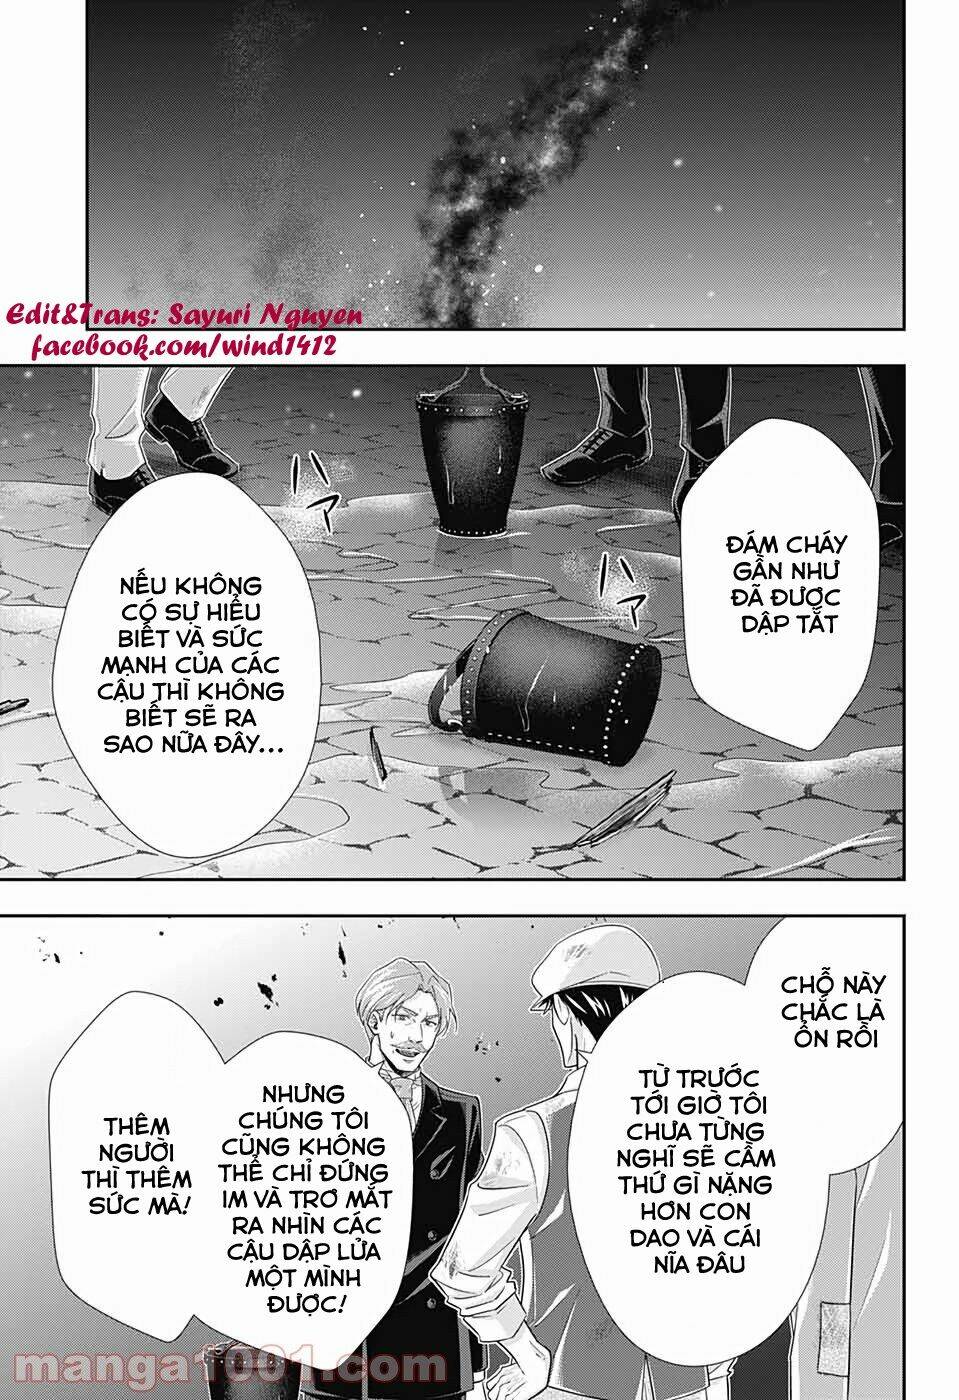 Edit&Trans: Sayuri Nguyen
facebook.com/wind1412
ĐÁM CHÁY
GẦN NHƯ
ĐÃ ĐƯỢC
DẬP TẮT
NẾU KHÔNG
CÓ SỰ HIỂU
BIẾT VÀ SỨC
MẠNH CỦA CÁC
CẬU THÌ KHÔNG
BIẾT SẼ RA
SAO NỮA ĐÂY...
CHỖ NÀY
CHẮC LÀ
ỔN RỒI
TỪ TRƯỚC
TỚI GIỜ TÔI
CHƯA TỪNG
NGHĨ SẼ CẦM
THỨ GÌ NẶNG
HƠN CON
DAO VÀ CÁI
NĨA ĐÂU
NHƯNG
CHÚNG TÔI
CŨNG KHÔNG
THỂ CHỈ ĐỨNG
IM VÀ TRƠ MẮT
RA NHÌN CÁC
CẬU DẬP LỬA
MỘT MÌNH
ĐƯỢC!
THÊM
NGƯỜI
THÌ THÊM
SỨC MÀ!
manga1001.com